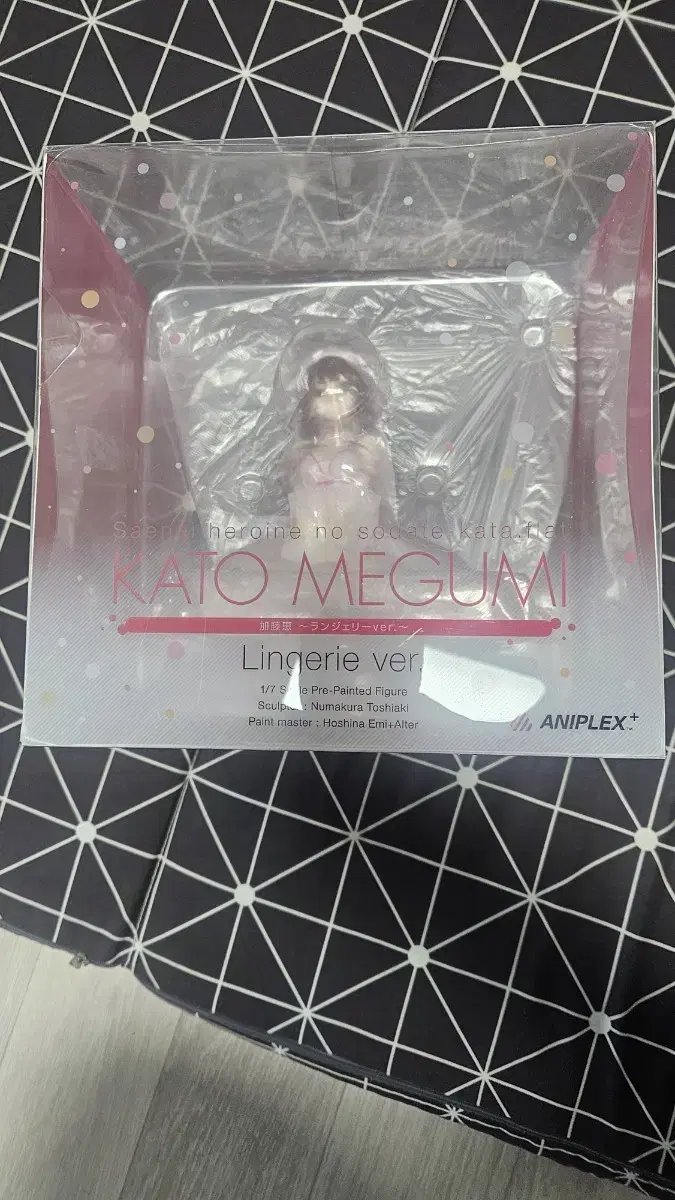 Saenai heroine no sodate-kata.flat
KATO MEGUMI
加藤恵 ～ランジェリーver.～
Lingerie ver.
1/7 Scale Pre-Painted Figure
Sculptor : Numakura Toshiaki
Paint master : Hoshina Emi+Alter
ANIPLEX+